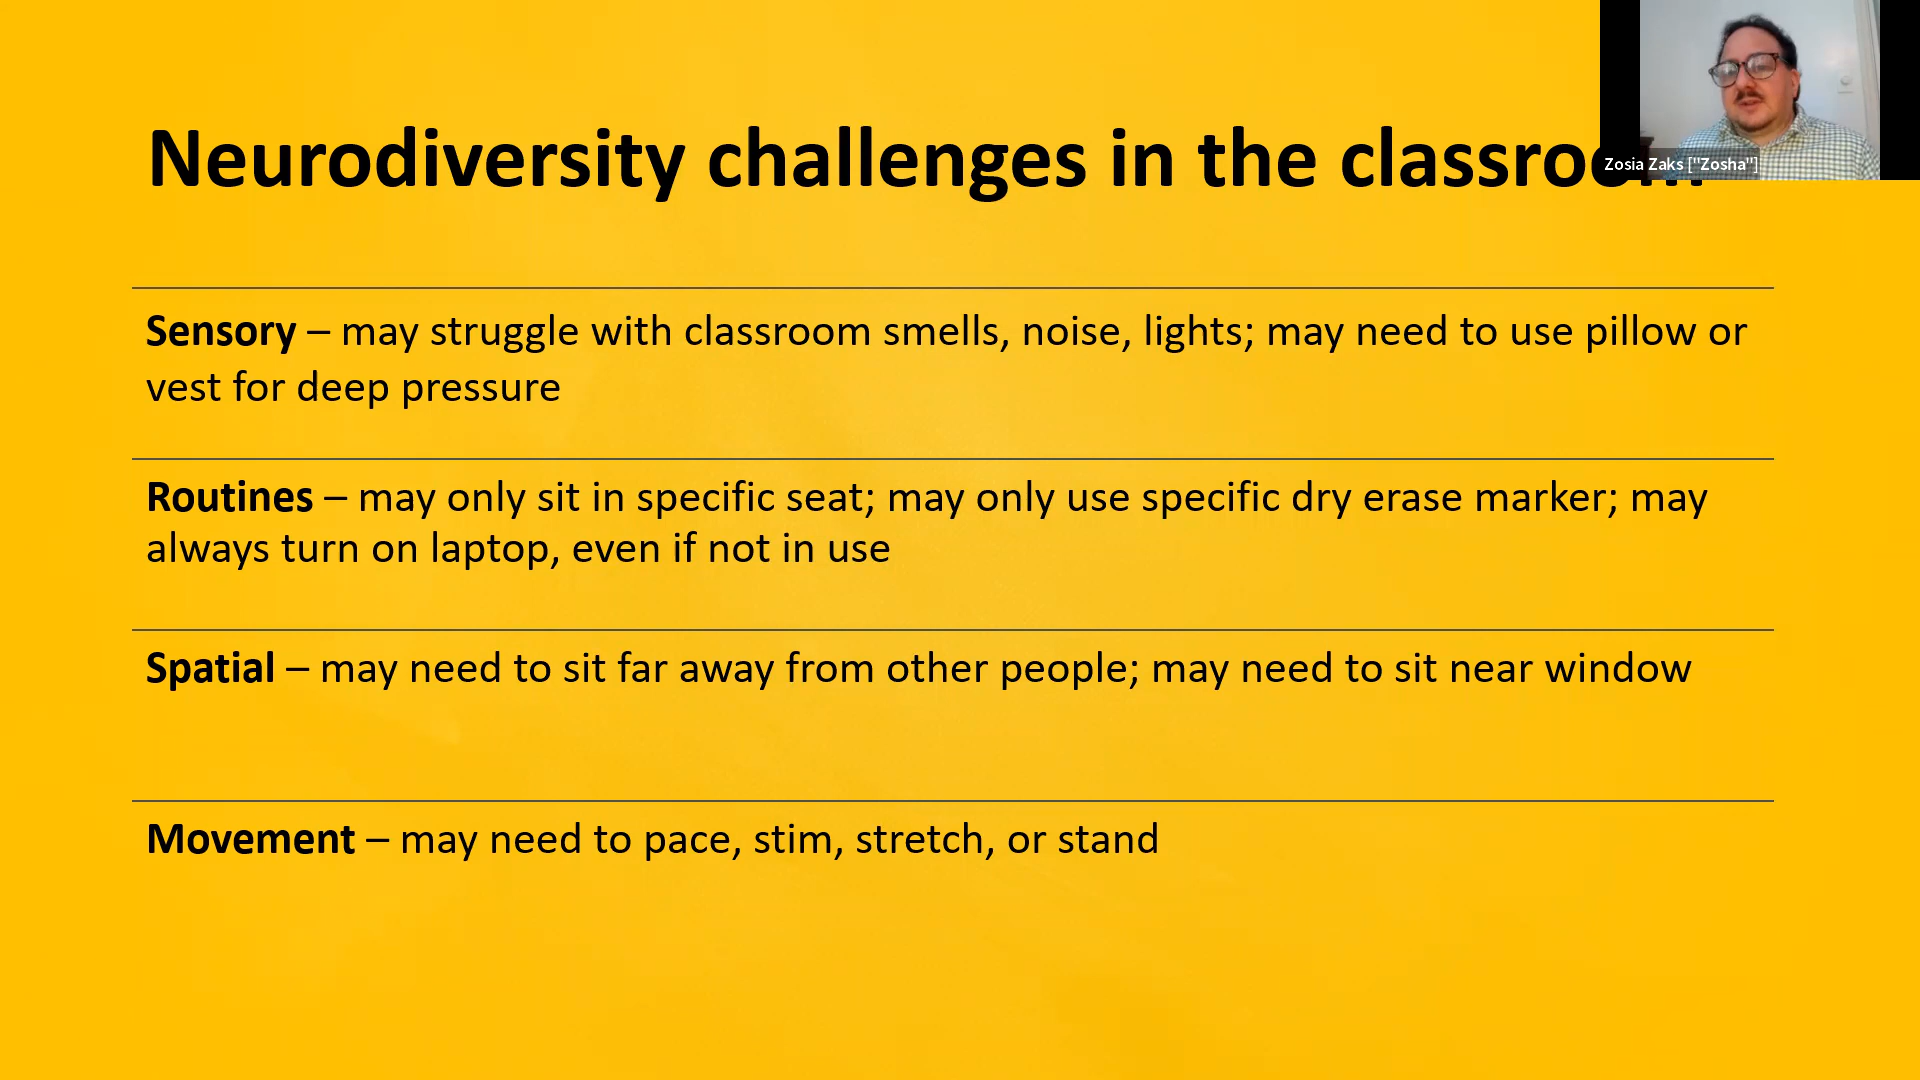 Neurodiversity challenges in the classroom
Zosia Zaks ["Zosha"]
Sensory – may struggle with classroom smells, noise, lights; may need to use pillow or
vest for deep pressure
Routines – may only sit in specific seat; may only use specific dry erase marker; may
always turn on laptop, even if not in use
Spatial – may need to sit far away from other people; may need to sit near window
Movement – may need to pace, stim, stretch, or stand